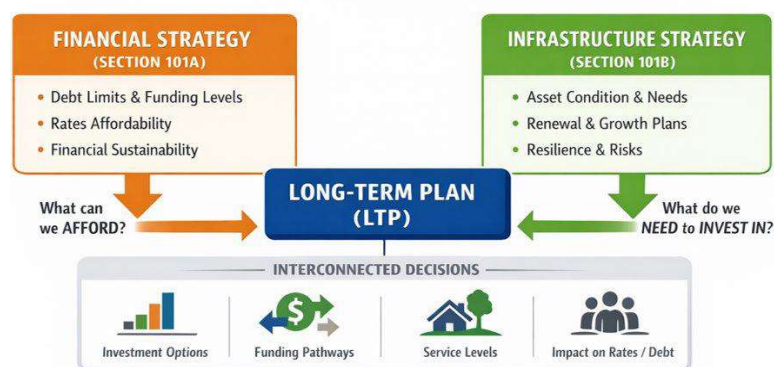 FINANCIAL STRATEGY
(SECTION 101A)
• Debt Limits & Funding Levels
• Rates Affordability
• Financial Sustainability
INFRASTRUCTURE STRATEGY
(SECTION 101B)
• Asset Condition & Needs
• Renewal & Growth Plans
• Resilience & Risks
What can
we AFFORD?
LONG-TERM PLAN
(LTP)
What do we
NEED to INVEST IN?
INTERCONNECTED DECISIONS
Investment Options
$
Funding Pathways
Service Levels
Impact on Rates / Debt